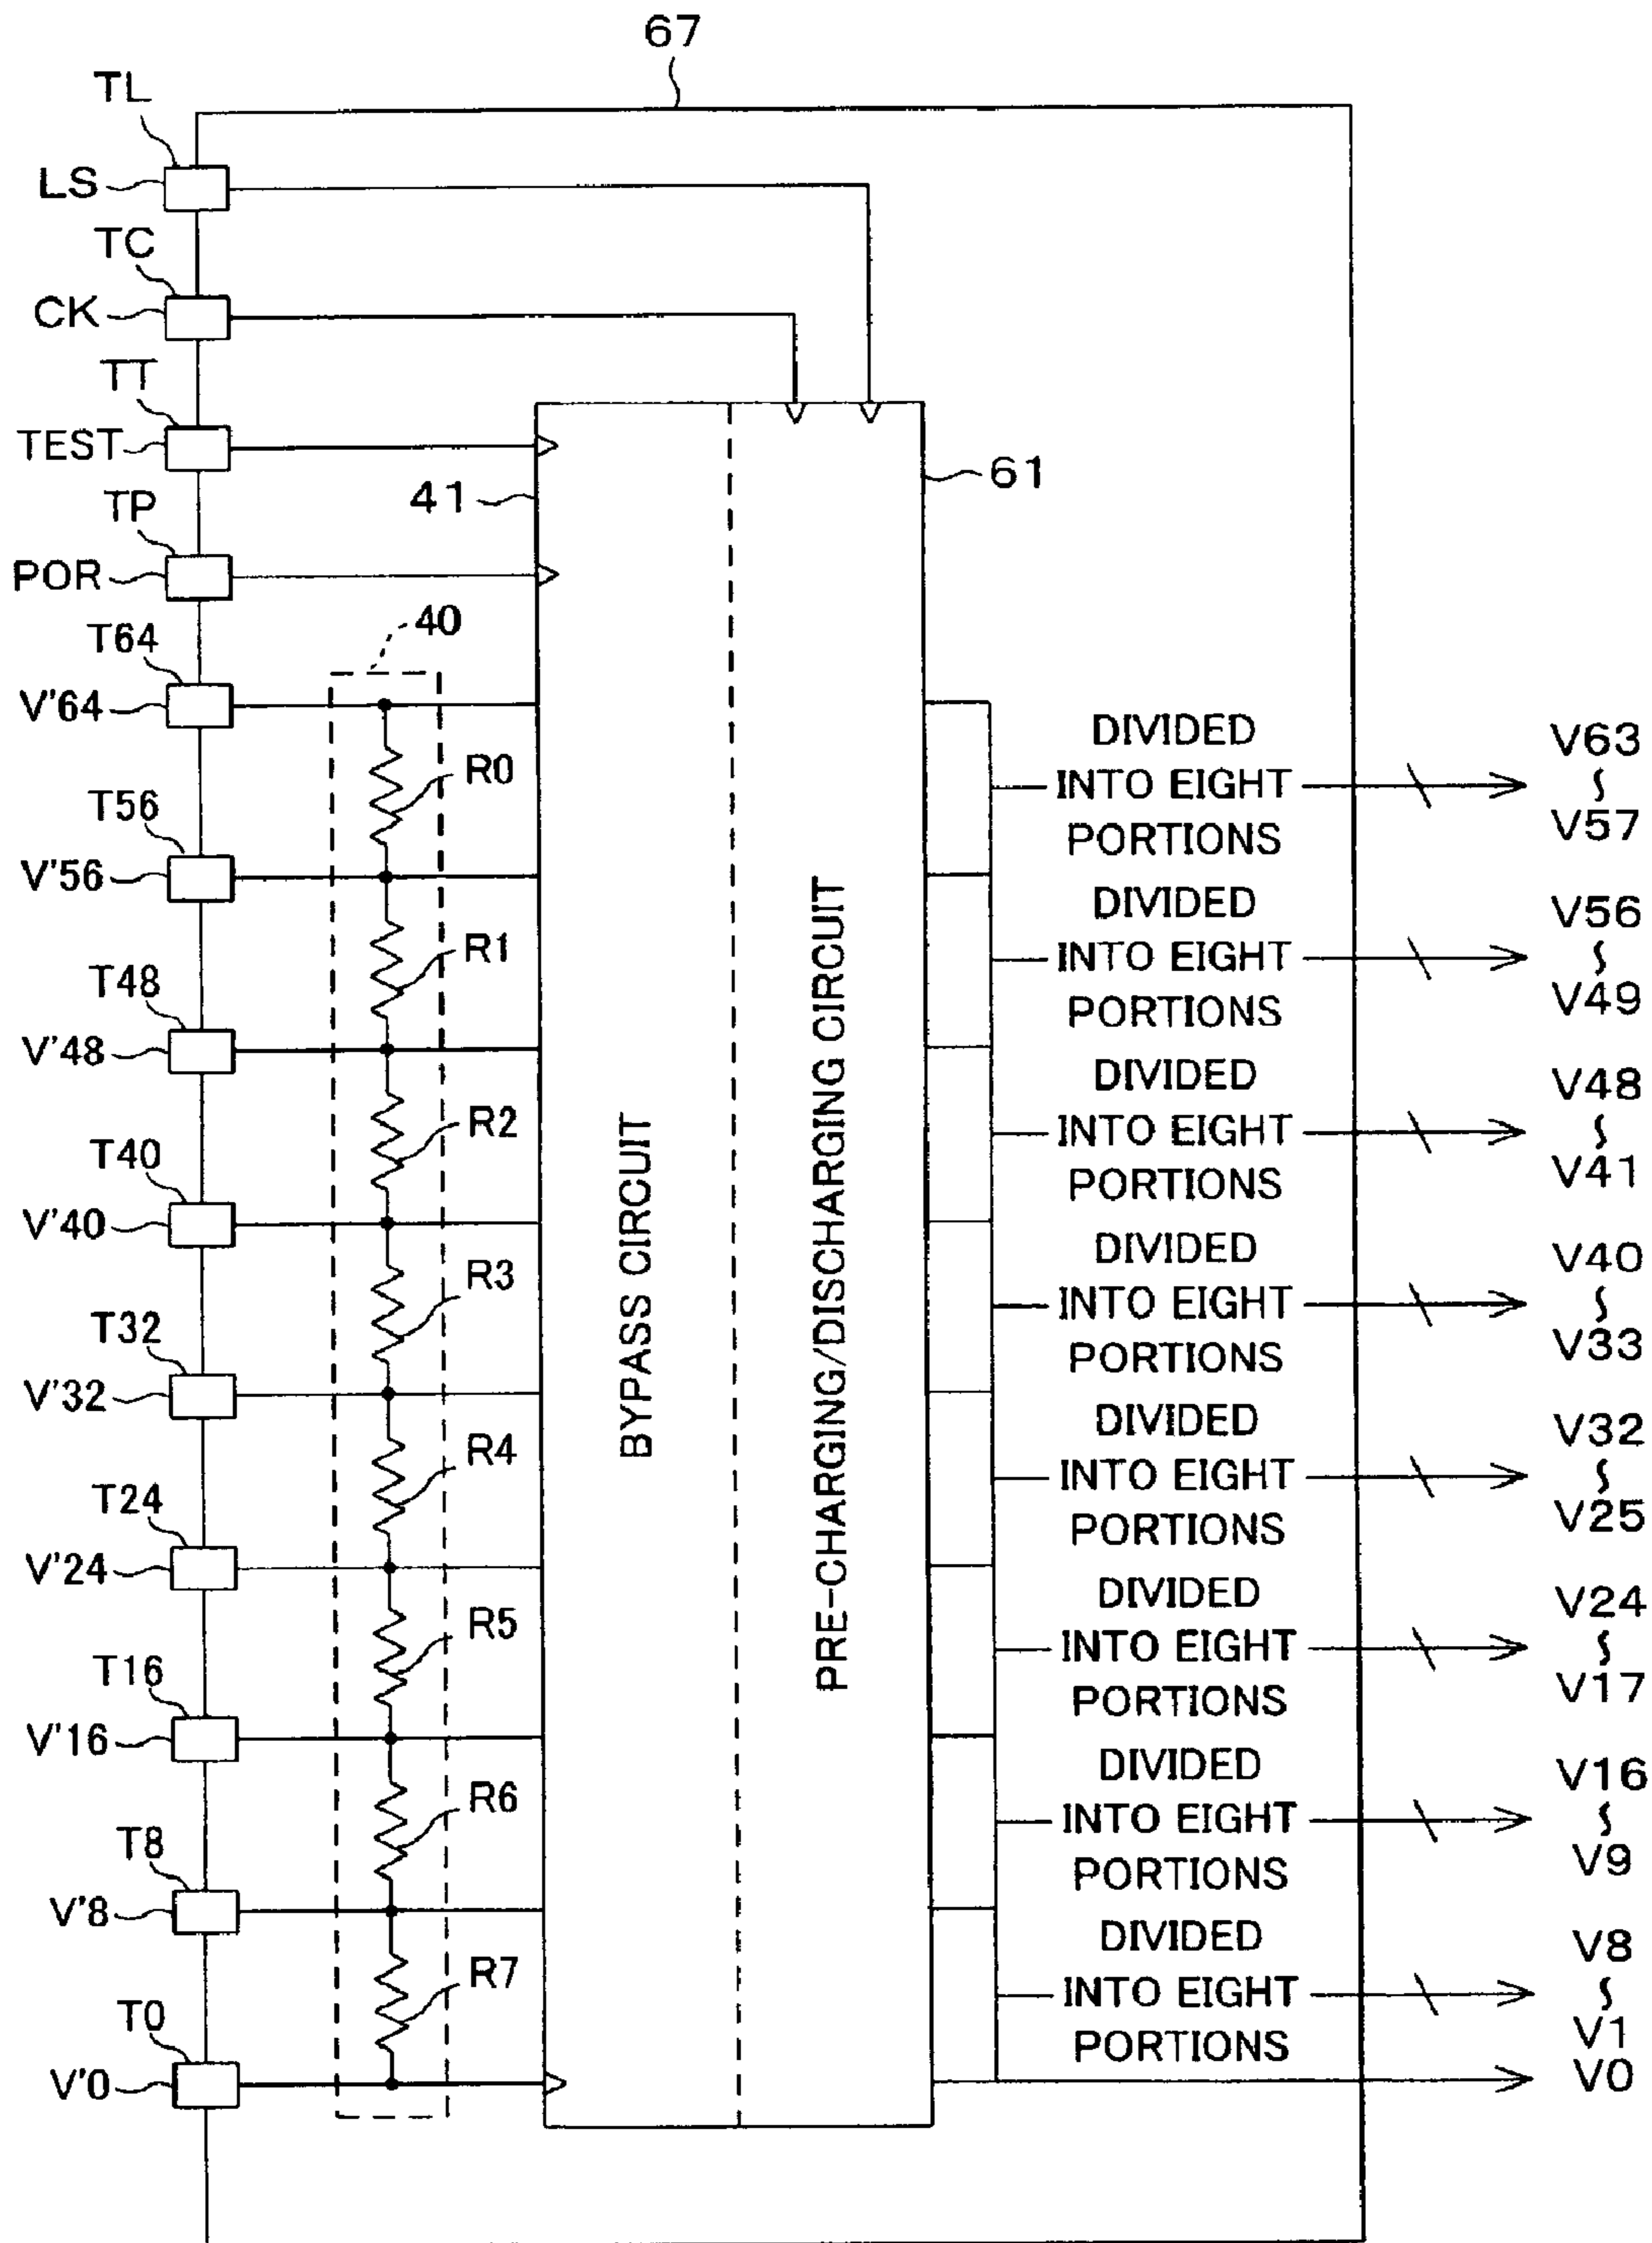 67
TL
LS
TC
CK
TT
TEST
TP
POR
41
61
40
T64
V'64
R0
T56
V'56
R1
T48
V'48
R2
T40
V'40
R3
T32
V'32
R4
T24
V'24
R5
T16
V'16
R6
T8
V'8
R7
T0
V'0
BYPASS CIRCUIT
PRE-CHARGING/DISCHARGING CIRCUIT
DIVIDED
INTO EIGHT
PORTIONS
V63
V57
DIVIDED
INTO EIGHT
PORTIONS
V56
V49
DIVIDED
INTO EIGHT
PORTIONS
V48
V41
DIVIDED
INTO EIGHT
PORTIONS
V40
V33
DIVIDED
INTO EIGHT
PORTIONS
V32
V25
DIVIDED
INTO EIGHT
PORTIONS
V24
V17
DIVIDED
INTO EIGHT
PORTIONS
V16
V9
DIVIDED
INTO EIGHT
PORTIONS
V8
V1
V0